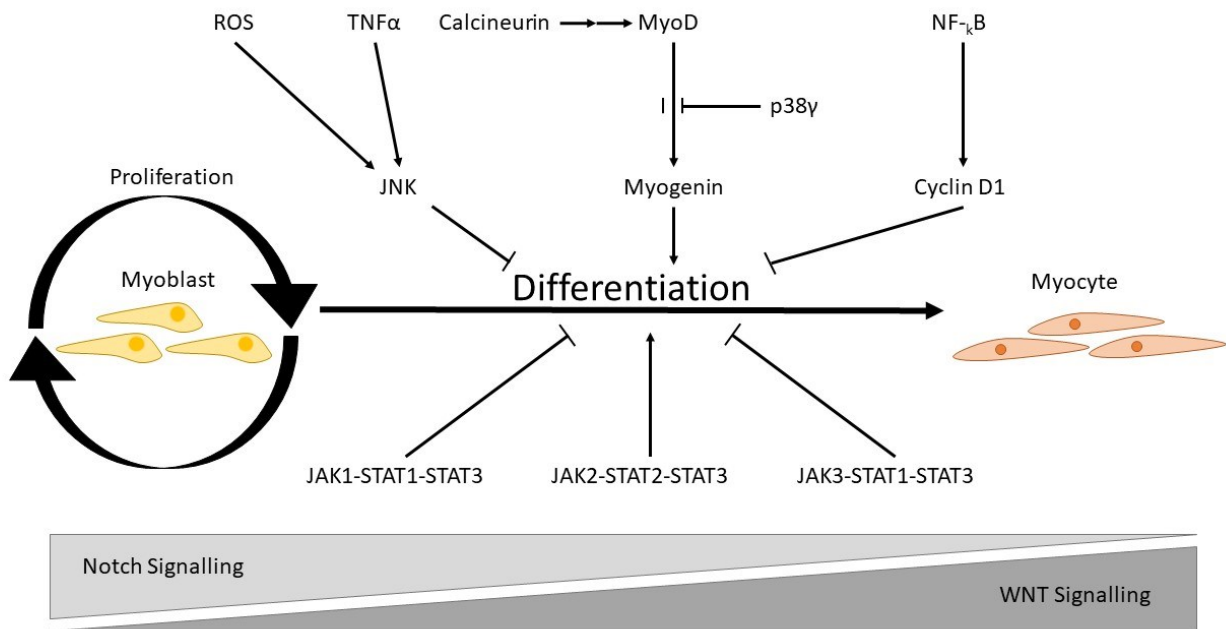 ROS
TNFα
Calcineurin
MyoD
NF-ₖB
p38γ
Proliferation
JNK
Myogenin
Cyclin D1
Myoblast
Differentiation
Myocyte
JAK1-STAT1-STAT3
JAK2-STAT2-STAT3
JAK3-STAT1-STAT3
Notch Signalling
WNT Signalling